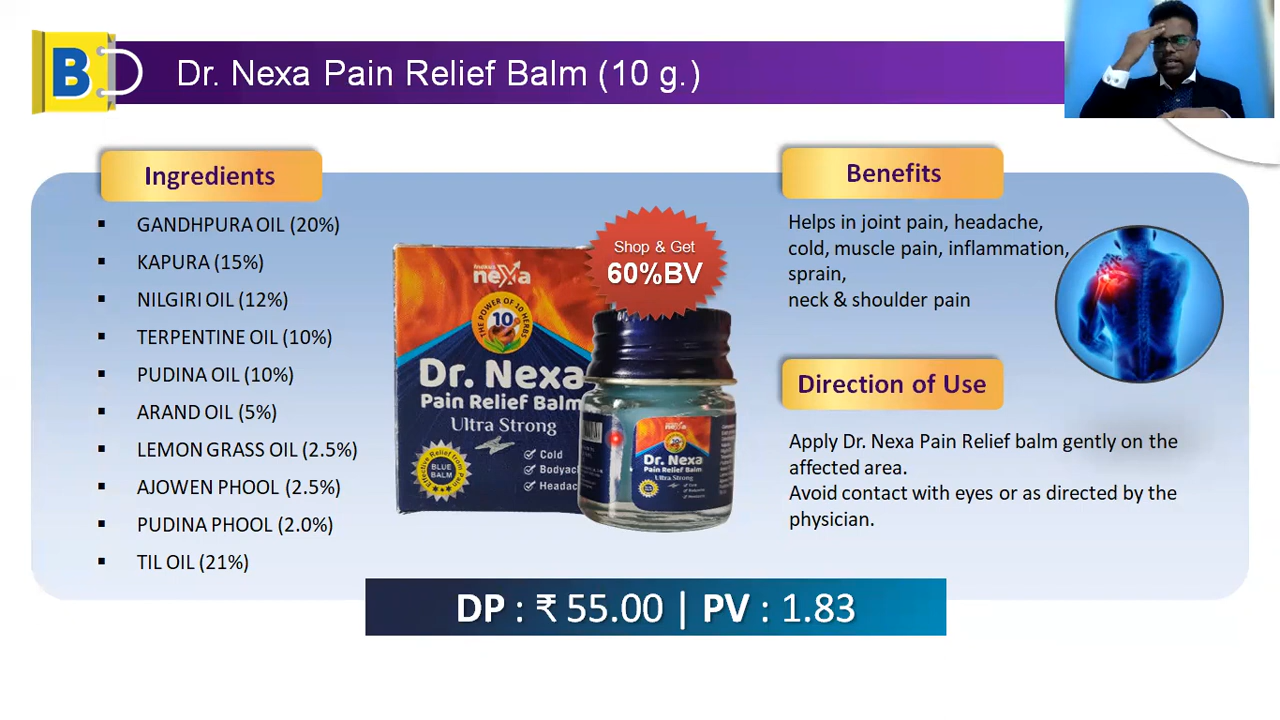 B
Dr. Nexa Pain Relief Balm (10 g.)
Ingredients
▪ GANDHPURA OIL (20%)
▪ KAPURA (15%)
▪ NILGIRI OIL (12%)
▪ TERPENTINE OIL (10%)
▪ PUDINA OIL (10%)
▪ ARAND OIL (5%)
▪ LEMON GRASS OIL (2.5%)
▪ AJOWEN PHOOL (2.5%)
▪ PUDINA PHOOL (2.0%)
▪ TIL OIL (21%)
Shop & Get
60%BV
nexa
THE POWER OF 10 HERBS
10
Dr. Nexa
Pain Relief Balm
Ultra Strong
Effective Relief from Pain
BLUE
BALM
Cold
Bodyac
Headac
nexa
10
Dr. Nexa
Pain Relief Balm
Ultra Strong
Benefits
Helps in joint pain, headache,
cold, muscle pain, inflammation,
sprain,
neck & shoulder pain
Direction of Use
Apply Dr. Nexa Pain Relief balm gently on the
affected area.
Avoid contact with eyes or as directed by the
physician.
DP : ₹ 55.00 | PV : 1.83